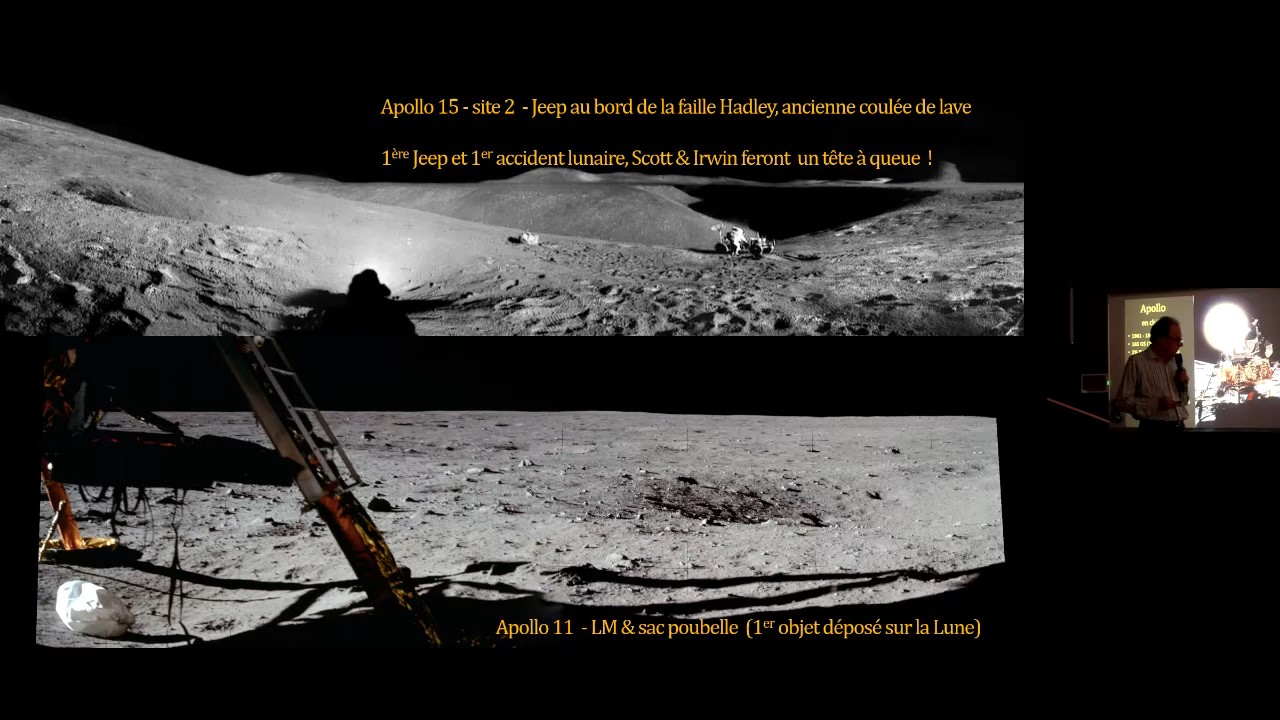 Apollo 15 - site 2 - Jeep au bord de la faille Hadley, ancienne coulée de lave
1ère Jeep et 1er accident lunaire, Scott & Irwin feront un tête à queue !
Apollo 11 - LM & sac poubelle (1er objet déposé sur la Lune)
Apollo